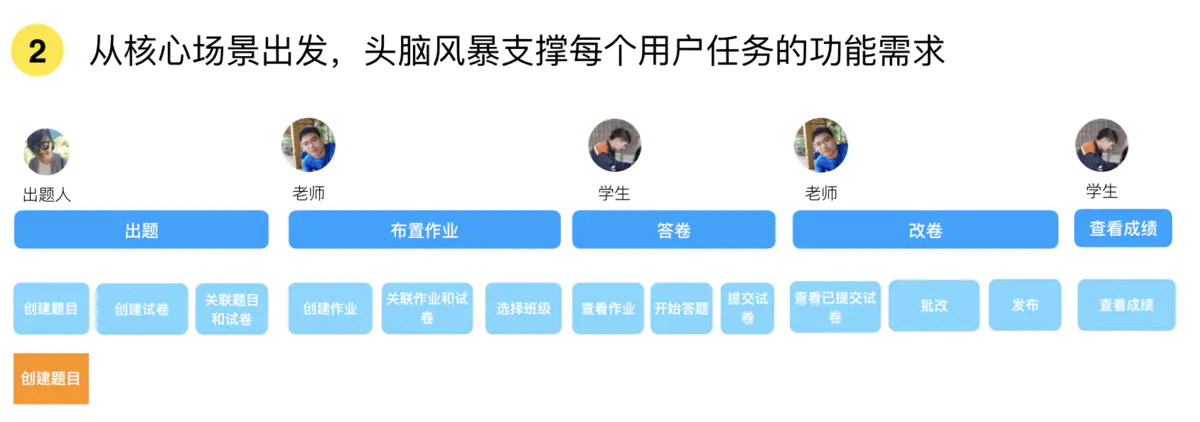 2
从核心场景出发，头脑风暴支撑每个用户任务的功能需求
出题人
老师
学生
老师
学生
出题
布置作业
答卷
改卷
查看成绩
创建题目
创建试卷
关联题目
和试卷
创建作业
关联作业和试
卷
选择班级
查看作业
开始答题
提交试
卷
查看已提交试
卷
批改
发布
查看成绩
创建题目